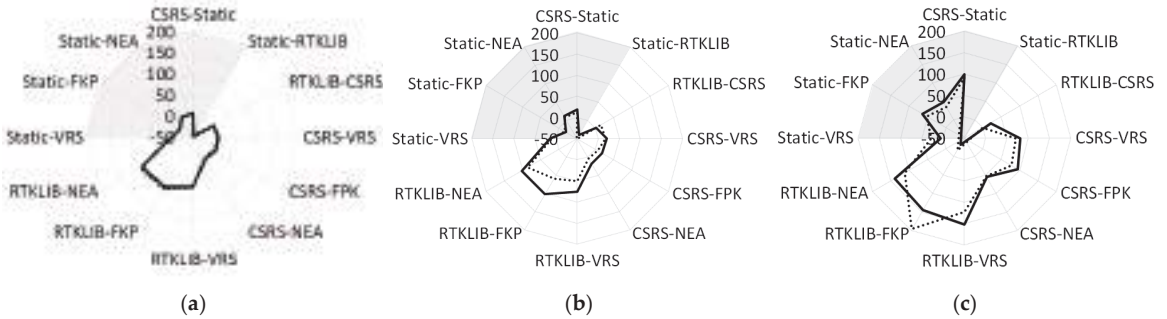 CSRS-Static
200
Static-NEA
Static-RTKLIB
150
100
Static-FKP
RTKLIB-CSRS
50
0
Static-VRS
-50
CSRS-VRS
RTKLIB-NEA
CSRS-FPK
RTKLIB-FKP
CSRS-NEA
RTKLIB-VRS
(a)
CSRS-Static
200
Static-NEA
Static-RTKLIB
150
100
Static-FKP
RTKLIB-CSRS
50
0
Static-VRS
-50
CSRS-VRS
RTKLIB-NEA
CSRS-FPK
RTKLIB-FKP
CSRS-NEA
RTKLIB-VRS
(b)
CSRS-Static
200
Static-NEA
Static-RTKLIB
150
100
Static-FKP
RTKLIB-CSRS
50
0
Static-VRS
-50
CSRS-VRS
RTKLIB-NEA
CSRS-FPK
RTKLIB-FKP
CSRS-NEA
RTKLIB-VRS
(c)